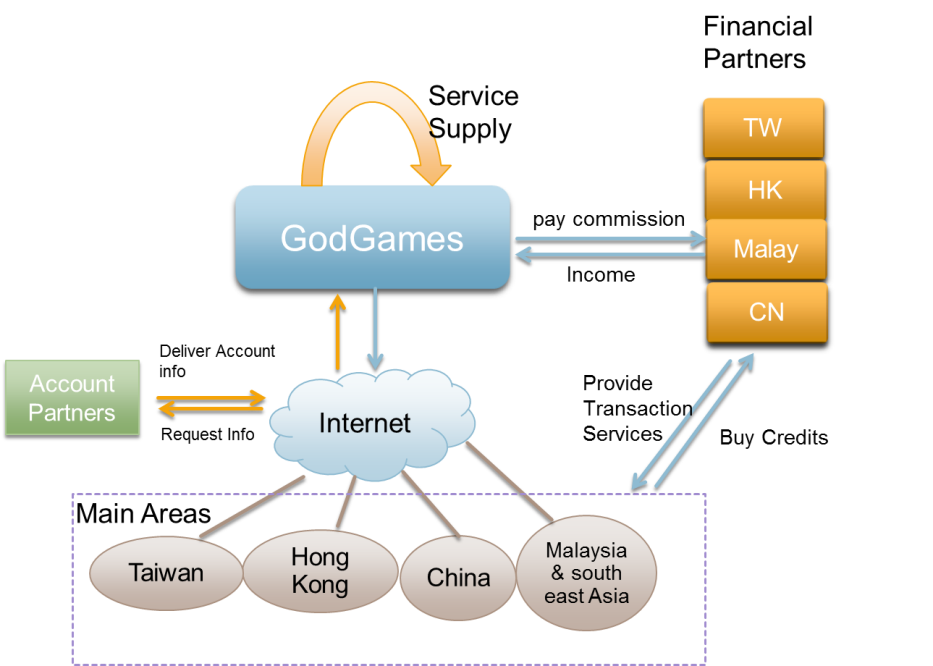 Financial
Partners
Service
Supply
TW
HK
Malay
CN
GodGames
pay commission
Income
Deliver Account
info
Account
Partners
Request Info
Internet
Provide
Transaction
Services
Buy Credits
Main Areas
Taiwan
Hong
Kong
China
Malaysia
& south
east Asia